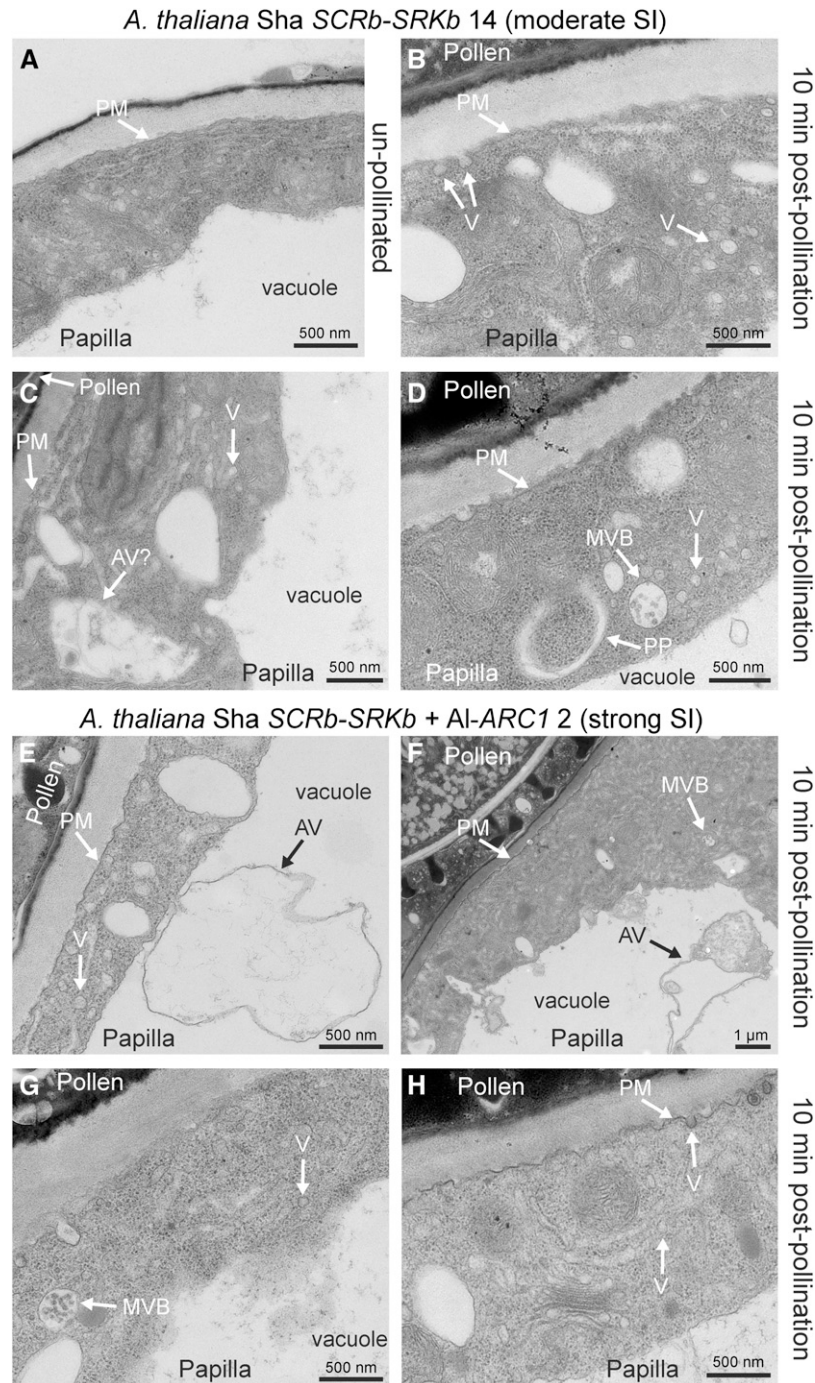 A. thaliana Sha SCRb-SRKb 14 (moderate SI)
A
PM
un-pollinated
vacuole
Papilla
500 nm
B
Pollen
PM
V
V
Papilla
500 nm
10 min post-pollination
C
Pollen
PM
V
AV?
vacuole
Papilla
500 nm
D
Pollen
PM
MVB
V
PP
Papilla
vacuole
500 nm
10 min post-pollination
A. thaliana Sha SCRb-SRKb + Al-ARC1 2 (strong SI)
E
Pollen
PM
vacuole
AV
V
Papilla
500 nm
F
PM
MVB
AV
vacuole
Papilla
1 µm
10 min post-pollination
G
Pollen
V
MVB
vacuole
Papilla
500 nm
H
Pollen
PM
V
V
Papilla
500 nm
10 min post-pollination